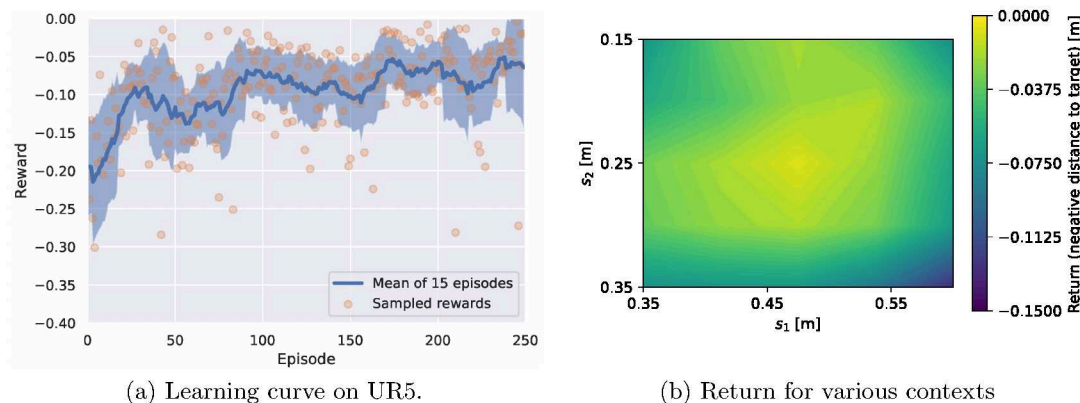 0.00
−0.05
−0.10
−0.15
−0.20
−0.25
−0.30
−0.35
−0.40
Reward
0
50
100
150
200
250
Episode
Mean of 15 episodes
Sampled rewards
(a) Learning curve on UR5.
0.15
0.25
0.35
s₂ [m]
0.35
0.45
0.55
s₁ [m]
0.0000
−0.0375
−0.0750
−0.1125
−0.1500
Return (negative distance to target) [m]
(b) Return for various contexts